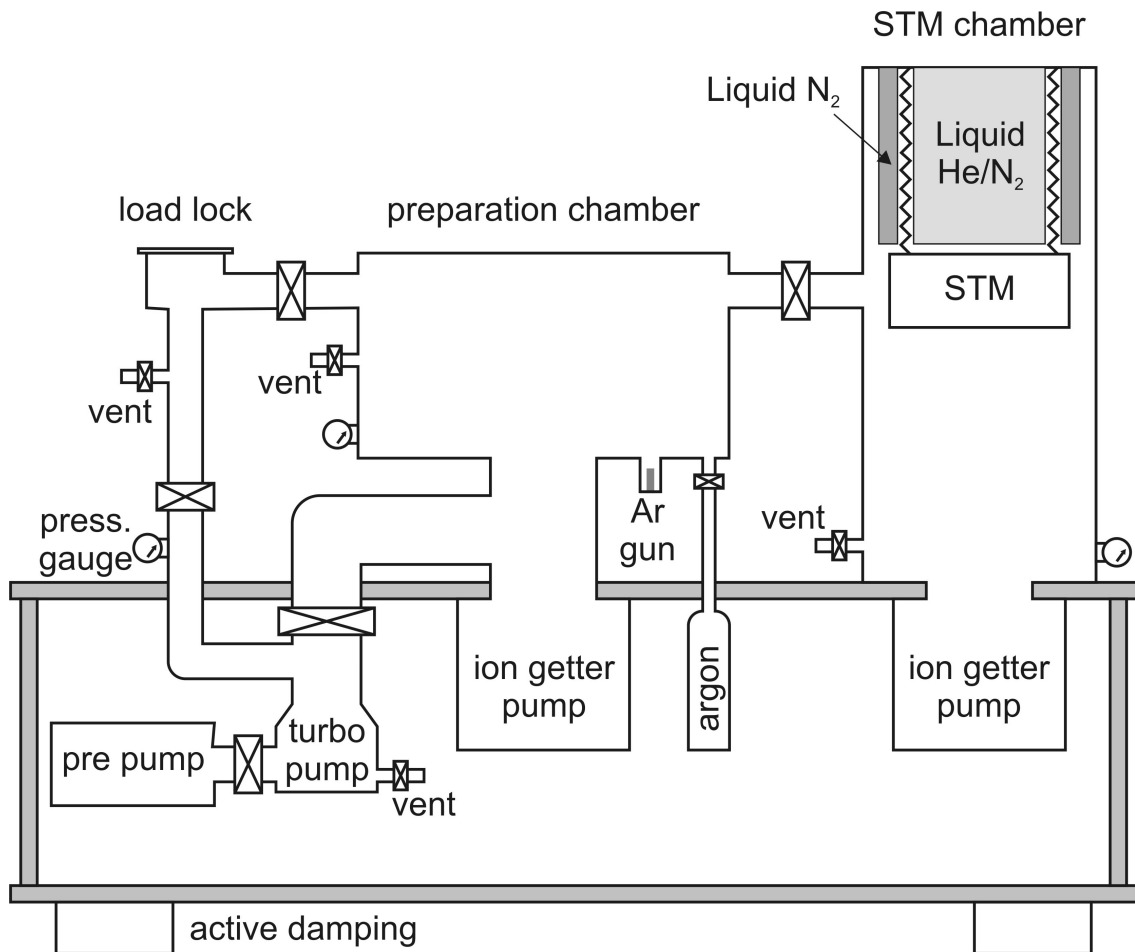 STM chamber
Liquid N₂
Liquid
He/N₂
load lock
preparation chamber
STM
vent
vent
press.
gauge
Ar
gun
vent
ion getter
pump
argon
ion getter
pump
turbo
pump
pre pump
vent
active damping